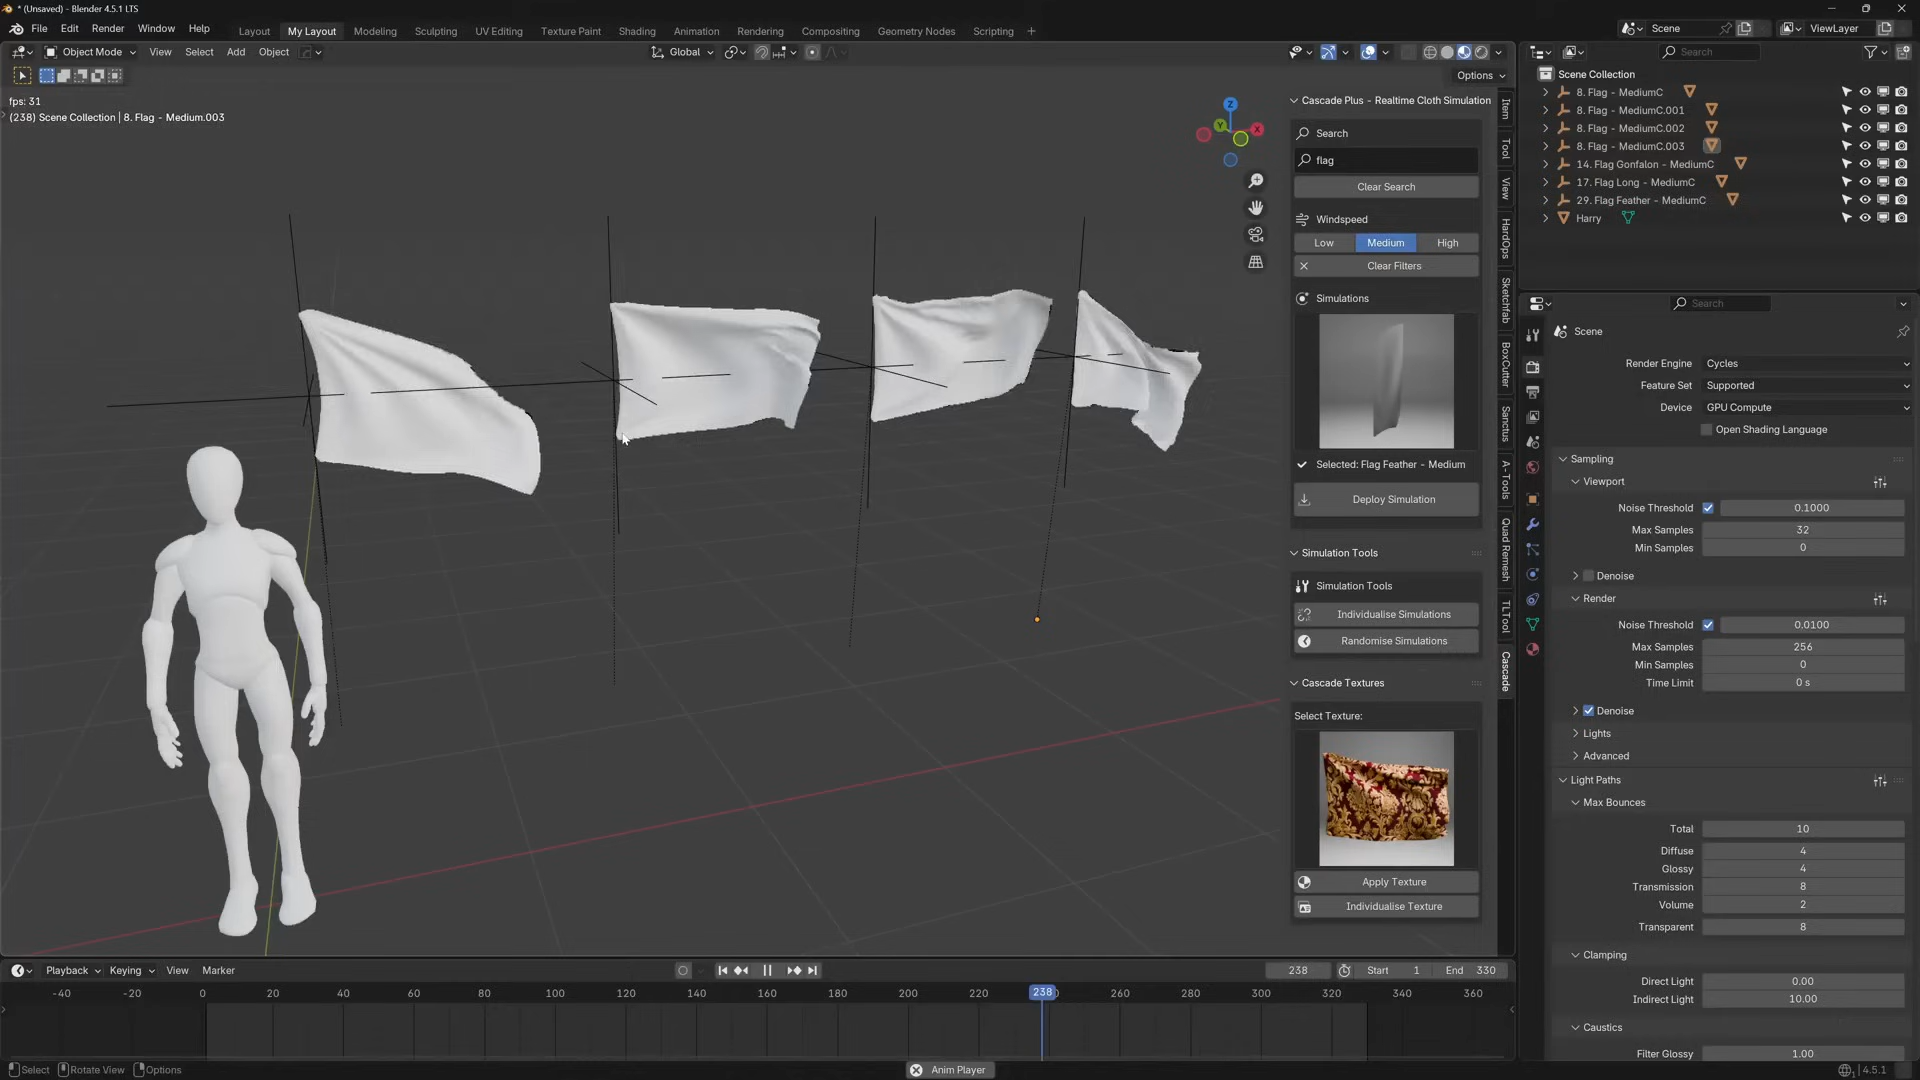 * (Unsaved) - Blender 4.5.1 LTS
File Edit Render Window Help
Layout My Layout Modeling Sculpting UV Editing Texture Paint Shading Animation Rendering Compositing Geometry Nodes Scripting +
Scene ViewLayer
Object Mode View Select Add Object Global
Search
Options
fps: 31
(238) Scene Collection | 8. Flag - Medium.003
Z
Y
X
Cascade Plus - Realtime Cloth Simulation
Search
flag
Clear Search
Windspeed
Low Medium High
Clear Filters
Simulations
Selected: Flag Feather - Medium
Deploy Simulation
Simulation Tools
Simulation Tools
Individualise Simulations
Randomise Simulations
Cascade Textures
Select Texture:
Apply Texture
Individualise Texture
Item
Tool
View
HardOps
Sketchfab
BoxCutter
Sanctus
A-Tools
Quad Remesh
TLTool
Cascade
Scene Collection
8. Flag - MediumC
8. Flag - MediumC.001
8. Flag - MediumC.002
8. Flag - MediumC.003
14. Flag Gonfalon - MediumC
17. Flag Long - MediumC
29. Flag Feather - MediumC
Harry
Search
Scene
Render Engine Cycles
Feature Set Supported
Device GPU Compute
Open Shading Language
Sampling
Viewport
Noise Threshold 0.1000
Max Samples 32
Min Samples 0
Denoise
Render
Noise Threshold 0.0100
Max Samples 256
Min Samples 0
Time Limit 0 s
Denoise
Lights
Advanced
Light Paths
Max Bounces
Total 10
Diffuse 4
Glossy 4
Transmission 8
Volume 2
Transparent 8
Clamping
Direct Light 0.00
Indirect Light 10.00
Caustics
Filter Glossy 1.00
Playback Keying View Marker
238 Start 1 End 330
-40 -20 0 20 40 60 80 100 120 140 160 180 200 220 238 260 280 300 320 340 360
Select Rotate View Options
Anim Player
4.5.1